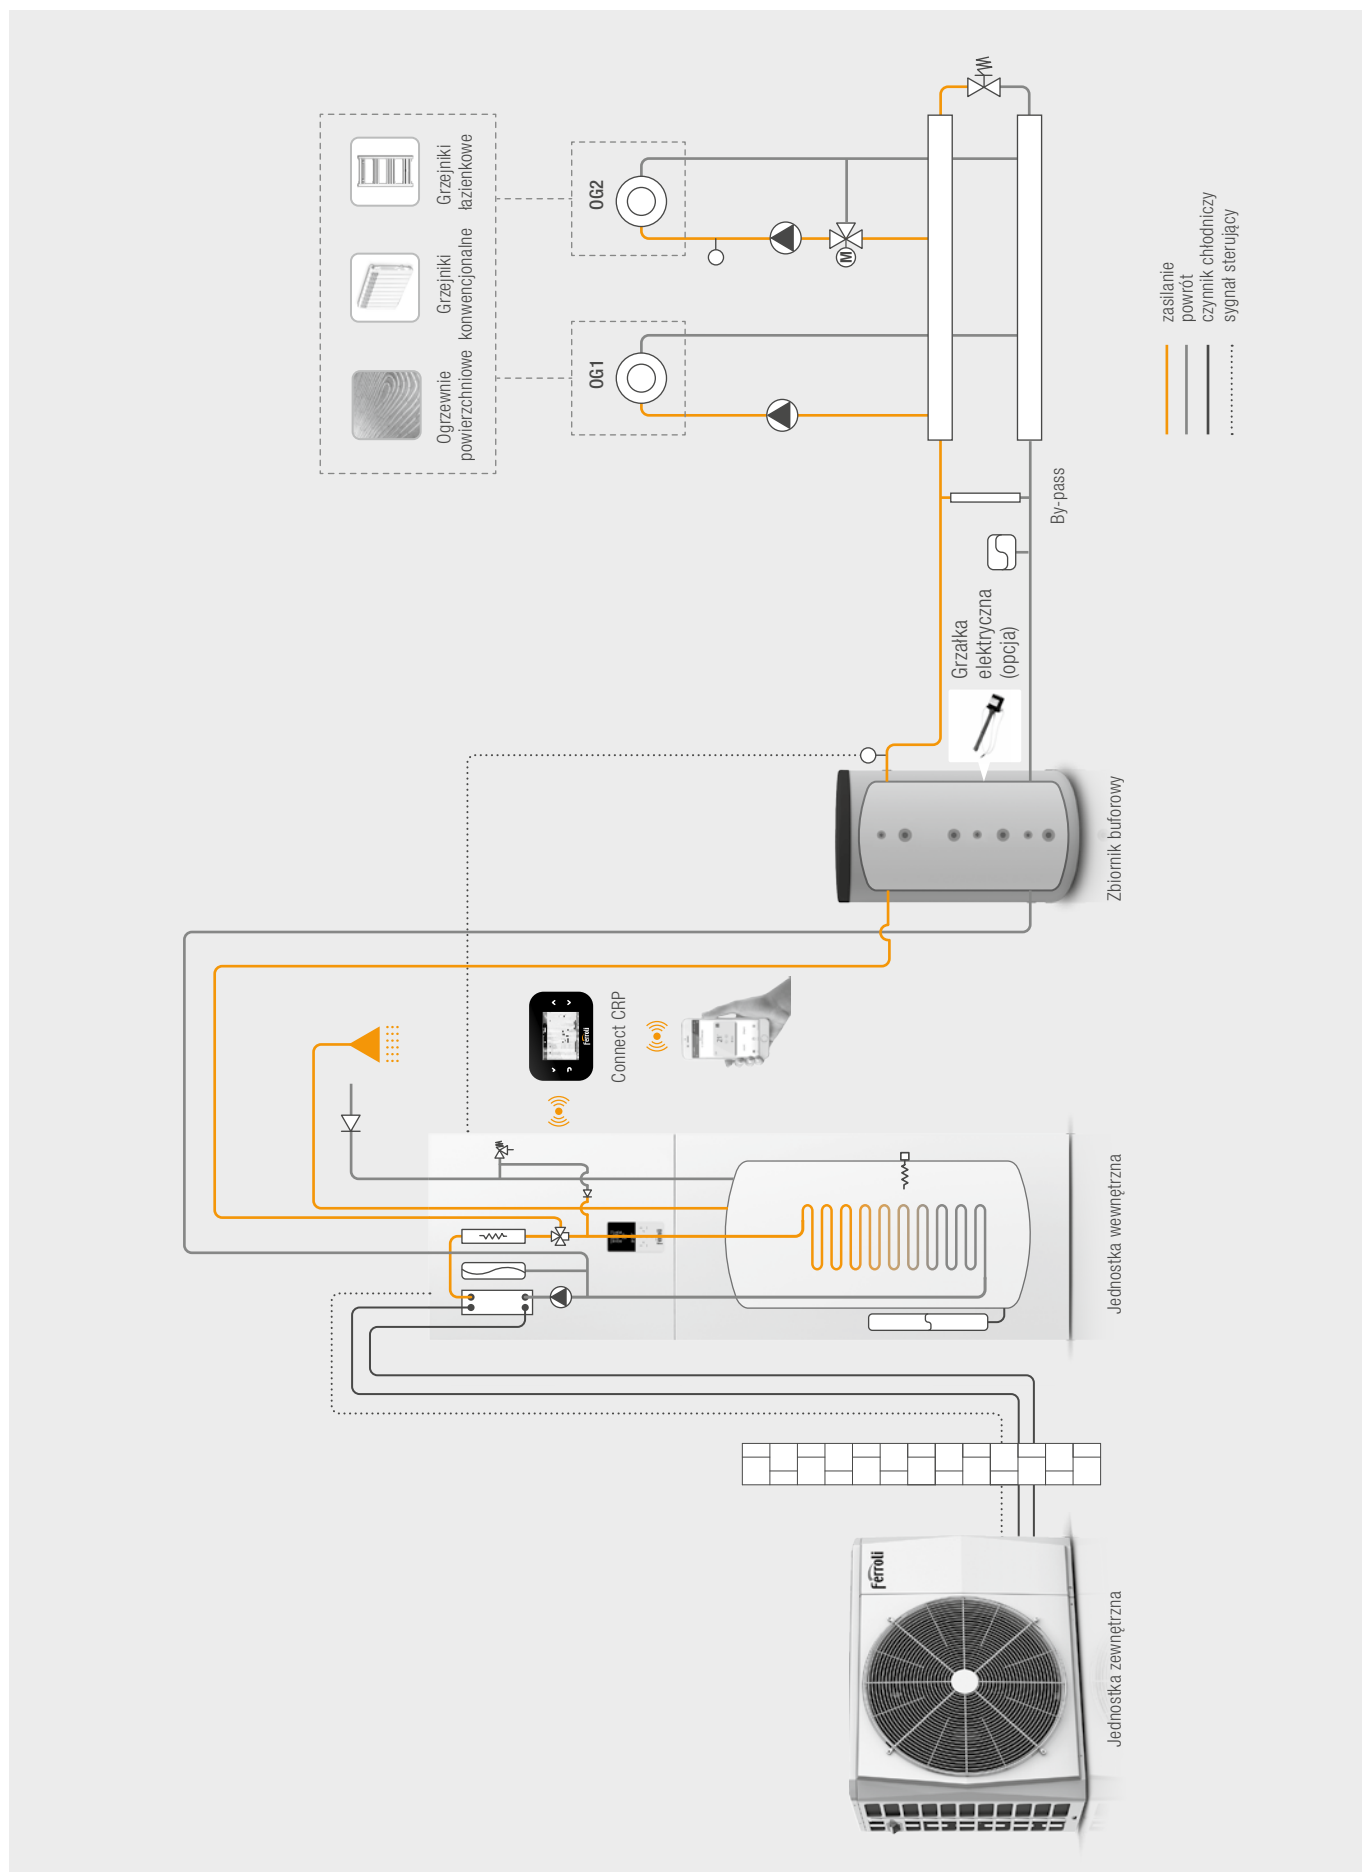 Grzejniki
łazienkowe
Grzejniki
konwencjonalne
Ogrzewnie
powierzchniowe
OG2
OG1
M
zasilanie
powrót
czynnik chłodniczy
sygnał sterujący
By-pass
Grzałka
elektryczna
(opcja)
Zbiornik buforowy
Connect CRP
ferroli
Jednostka wewnętrzna
ferroli
Jednostka zewnętrzna